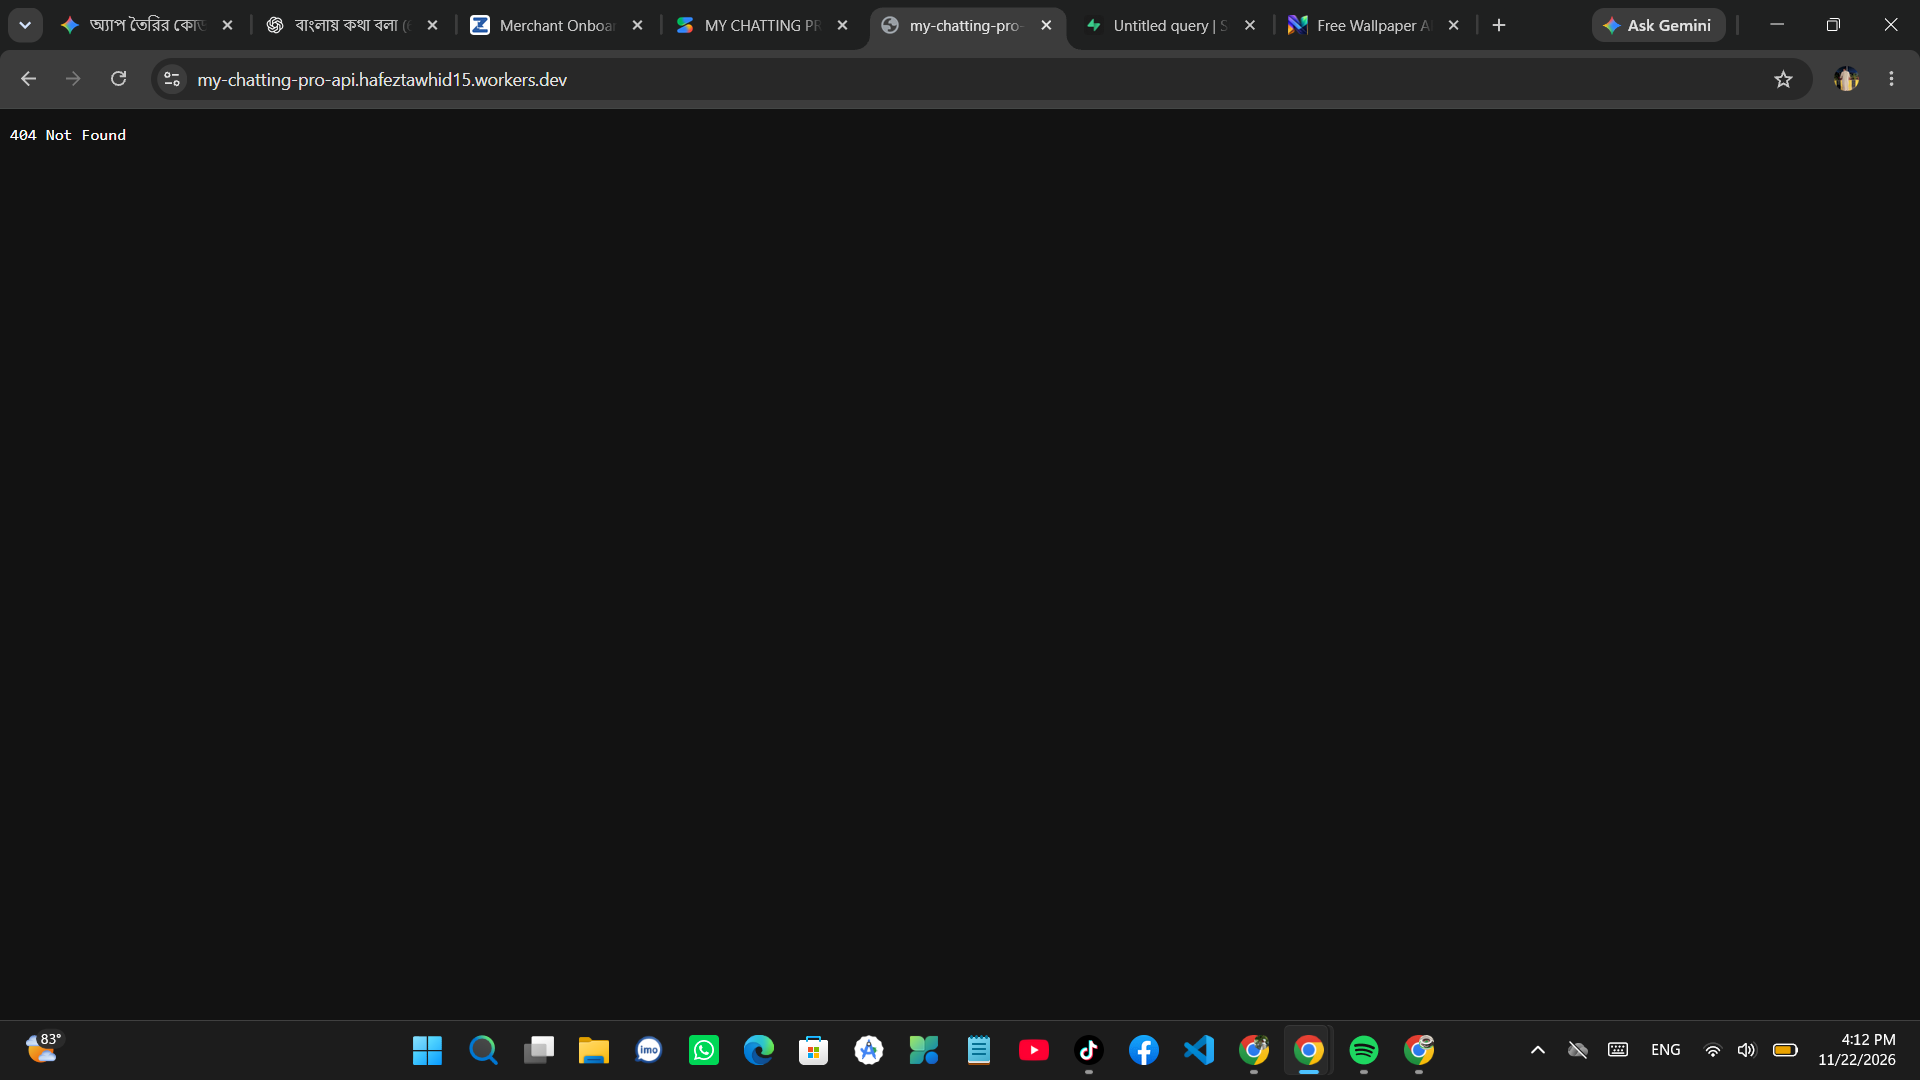 অ্যাপ তৈরির
বাংলায় কথা বলা
Merchant Onboar
MY CHATTING PR
my-chatting-pro-
Untitled query | S
Free Wallpaper A
Ask Gemini
my-chatting-pro-api.hafeztawhid15.workers.dev
404 Not Found
83°
imo
ENG
4:12 PM
11/22/2026